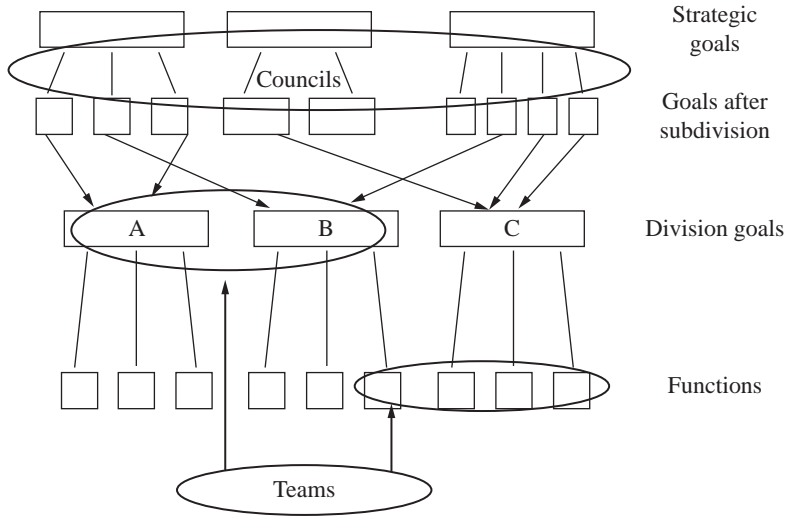 Strategic
goals
Councils
Goals after
subdivision
A
B
C
Division goals
Functions
Teams